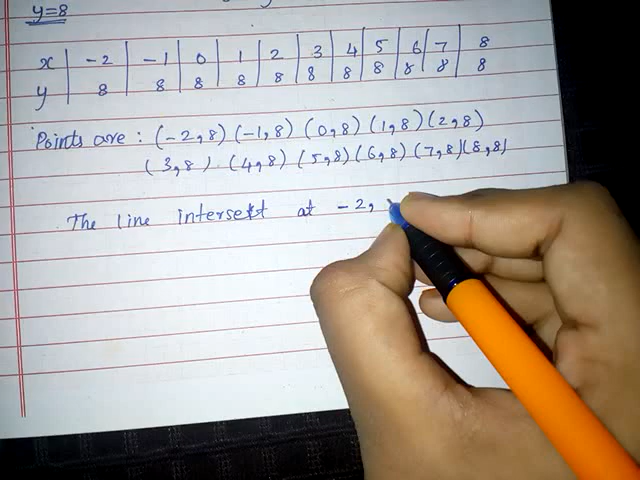 y=8
x -2 -1 0 1 2 3 4 5 6 7 8
y 8 8 8 8 8 8 8 8 8 8 8
Points are : (-2,8) (-1,8) (0,8) (1,8) (2,8)
(3,8) . (4,8) (5,8) (6,8) (7,8) (8,8)
The line intersect at -2,